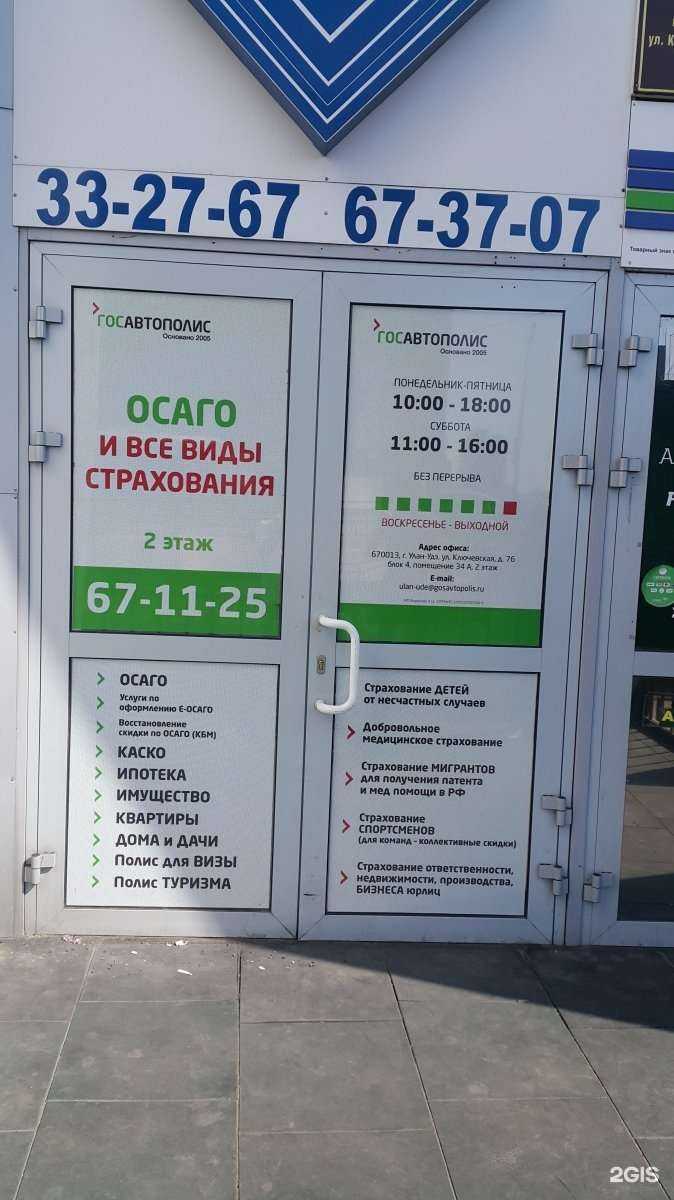 ул. К
33-27-67 67-37-07
Товарный знак
ГОСАВТОПОЛИС
Основано 2005
ОСАГО
И ВСЕ ВИДЫ
СТРАХОВАНИЯ
2 этаж
67-11-25
ГОСАВТОПОЛИС
Основано 2005
ПОНЕДЕЛЬНИК-ПЯТНИЦА
10:00 - 18:00
СУББОТА
11:00 - 16:00
БЕЗ ПЕРЕРЫВА
ВОСКРЕСЕНЬЕ - ВЫХОДНОЙ
Адрес офиса:
670013, г. Улан-Удэ, ул. Ключевская, д. 76
блок 4, помещение 34 А, 2 этаж
E-mail:
ulan-ude@gosavtopolis.ru
ОСАГО
Услуги по
оформлению Е-ОСАГО
Восстановление
скидки по ОСАГО (КБМ)
КАСКО
ИПОТЕКА
ИМУЩЕСТВО
КВАРТИРЫ
ДОМА и ДАЧИ
Полис для ВИЗЫ
Полис ТУРИЗМА
Страхование ДЕТЕЙ
от несчастных случаев
Добровольное
медицинское страхование
Страхование МИГРАНТОВ
для получения патента
и мед помощи в РФ
Страхование
СПОРТСМЕНОВ
(для команд - коллективные скидки)
Страхование ответственности,
недвижимости, производства,
БИЗНЕСА юрлиц
2GIS